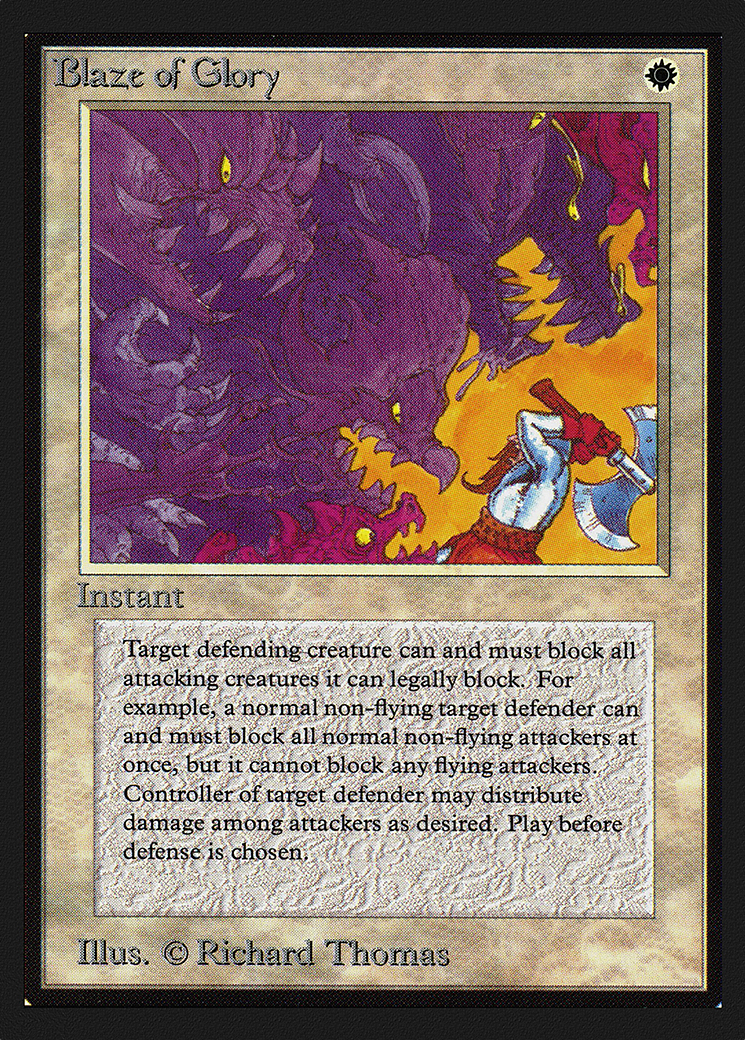 Blaze of Glory
Instant
Target defending creature can and must block all
attacking creatures it can legally block. For
example, a normal non-flying target defender can
and must block all normal non-flying attackers at
once, but it cannot block any flying attackers.
Controller of target defender may distribute
damage among attackers as desired. Play before
defense is chosen.
Illus. © Richard Thomas